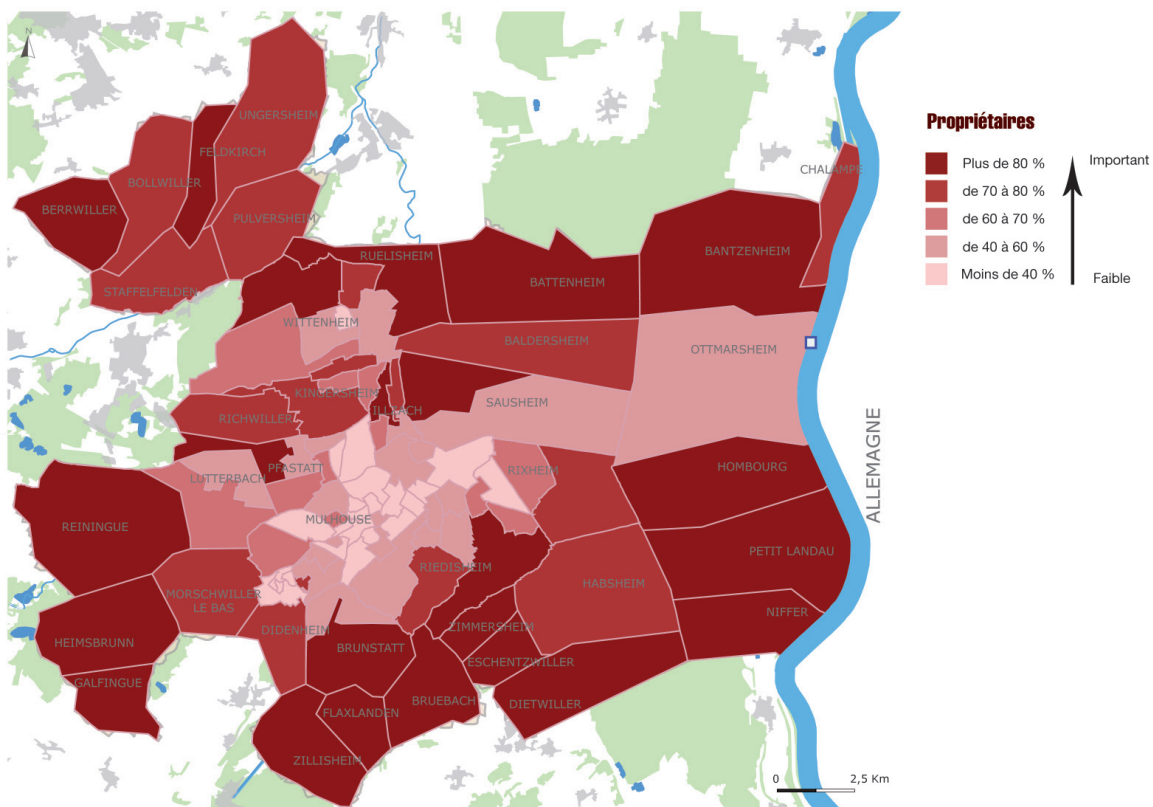 N
UNGERSHEIM
FELDKIRCH
BOLLWILLER
BERRWILLER
PULVERSHEIM
STAFFELFELDEN
RUELISHEIM
BATTENHEIM
BANTZENHEIM
CHALAMPE
WITTENHEIM
BALDERSHEIM
OTTMARSHEIM
KINGERSHEIM
ILLZACH
SAUSHEIM
RICHWILLER
PFASTATT
LUTTERBACH
RIXHEIM
HOMBOURG
REININGUE
MULHOUSE
PETIT LANDAU
RIEDISHEIM
HABSHEIM
MORSCHWILLER
LE BAS
NIFFER
DIDENHEIM
ZIMMERSHEIM
HEIMSBRUNN
BRUNSTATT
ESCHENTZWILLER
GALFINGUE
BRUEBACH
DIETWILLER
FLAXLANDEN
ZILLISHEIM
ALLEMAGNE
0 2,5 Km
Propriétaires
Plus de 80 %
de 70 à 80 %
de 60 à 70 %
de 40 à 60 %
Moins de 40 %
Important
Faible